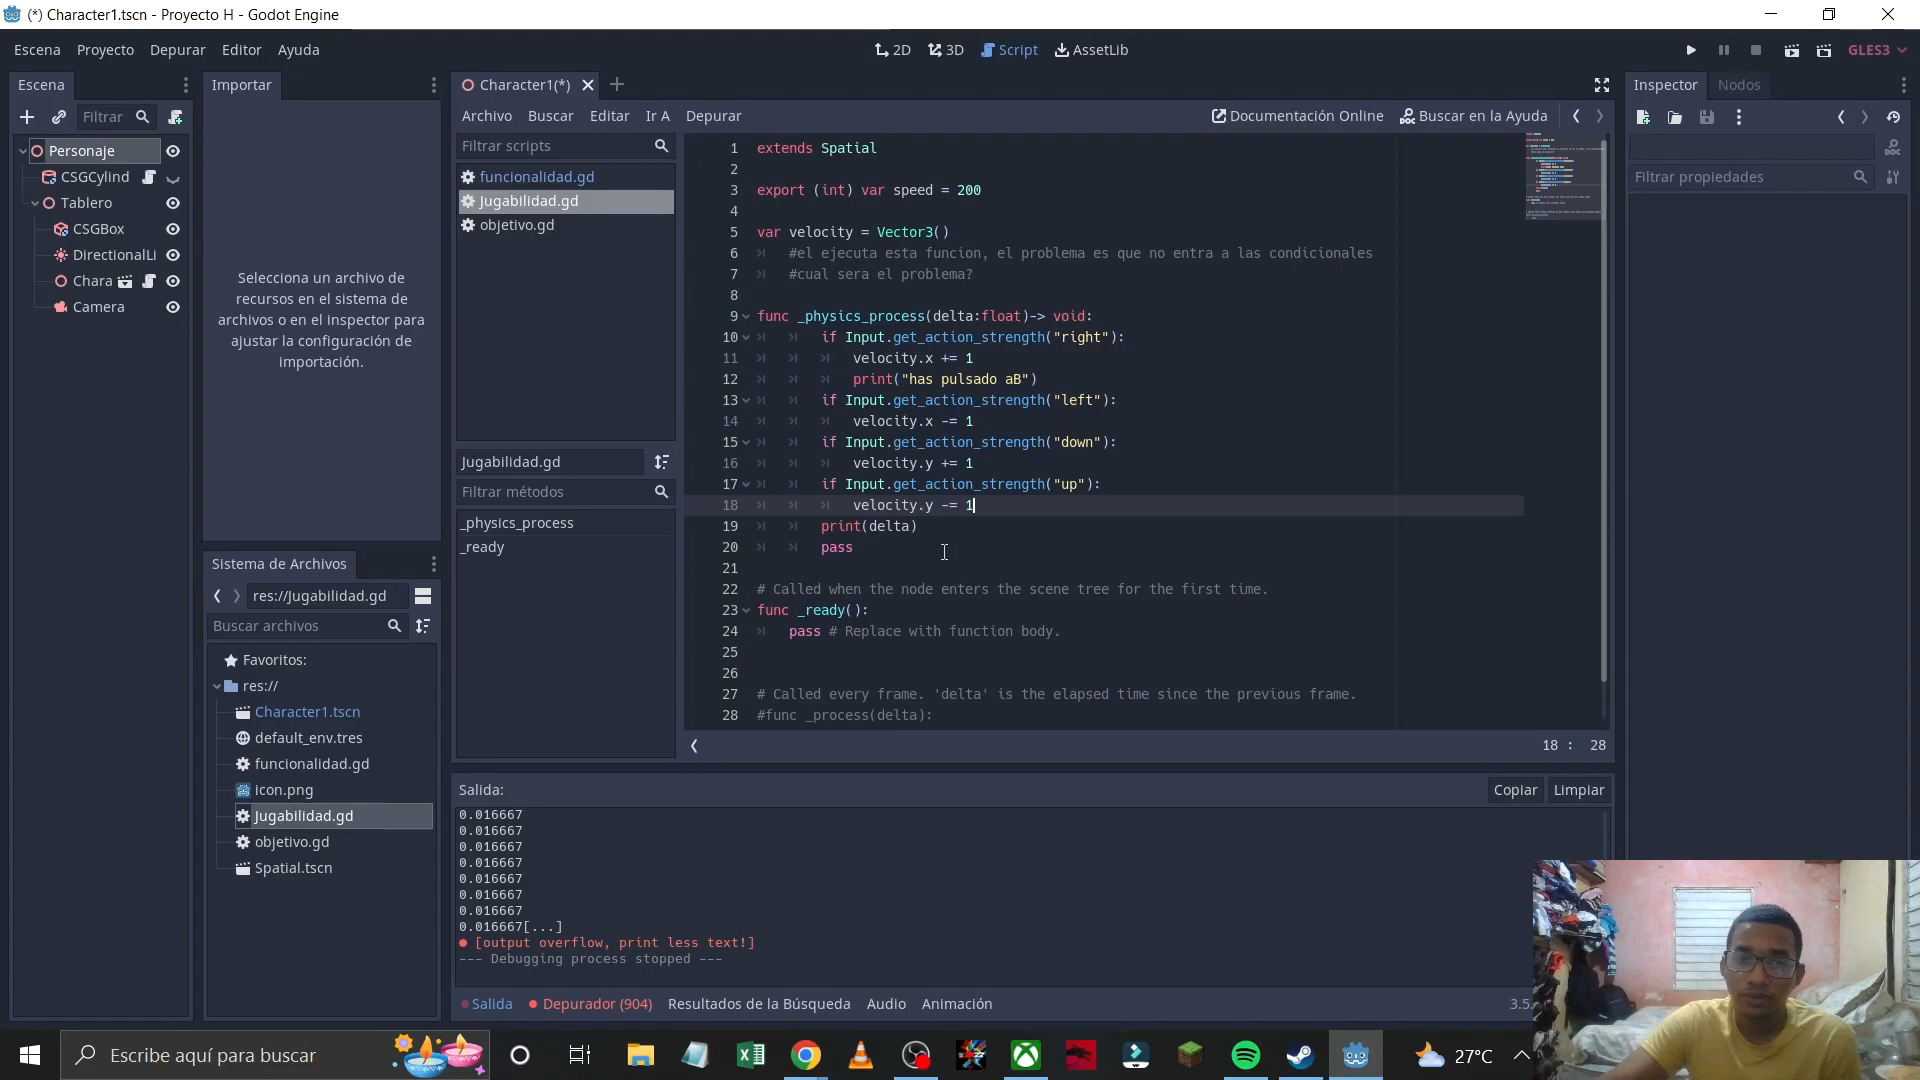 (*) Character1.tscn - Proyecto H - Godot Engine
Escena Proyecto Depurar Editor Ayuda
2D 3D Script AssetLib
GLES3
Escena
Filtrar
Personaje
CSGCylind
Tablero
CSGBox
DirectionalLi
Chara
Camera
Importar
Selecciona un archivo de
recursos en el sistema de
archivos o en el inspector para
ajustar la configuración de
importación.
Sistema de Archivos
res://Jugabilidad.gd
Buscar archivos
Favoritos:
res://
Character1.tscn
default_env.tres
funcionalidad.gd
icon.png
Jugabilidad.gd
objetivo.gd
Spatial.tscn
Character1(*)
Archivo Buscar Editar Ir A Depurar
Documentación Online Buscar en la Ayuda
Filtrar scripts
funcionalidad.gd
Jugabilidad.gd
objetivo.gd
Jugabilidad.gd
Filtrar métodos
_physics_process
_ready
1 extends Spatial
2
3 export (int) var speed = 200
4
5 var velocity = Vector3()
6 #el ejecuta esta funcion, el problema es que no entra a las condicionales
7 #cual sera el problema?
8
9 func _physics_process(delta:float)-> void:
10 if Input.get_action_strength("right"):
11 velocity.x += 1
12 print("has pulsado aB")
13 if Input.get_action_strength("left"):
14 velocity.x -= 1
15 if Input.get_action_strength("down"):
16 velocity.y += 1
17 if Input.get_action_strength("up"):
18 velocity.y -= 1
19 print(delta)
20 pass
21
22 # Called when the node enters the scene tree for the first time.
23 func _ready():
24 pass # Replace with function body.
25
26
27 # Called every frame. 'delta' is the elapsed time since the previous frame.
28 #func _process(delta):
18 : 28
Salida:
Copiar Limpiar
0.016667
0.016667
0.016667
0.016667
0.016667
0.016667
0.016667
0.016667[...]
[output overflow, print less text!]
--- Debugging process stopped ---
Salida Depurador (904) Resultados de la Búsqueda Audio Animación
3.5.
Inspector Nodos
Filtrar propiedades
Escribe aquí para buscar
27°C